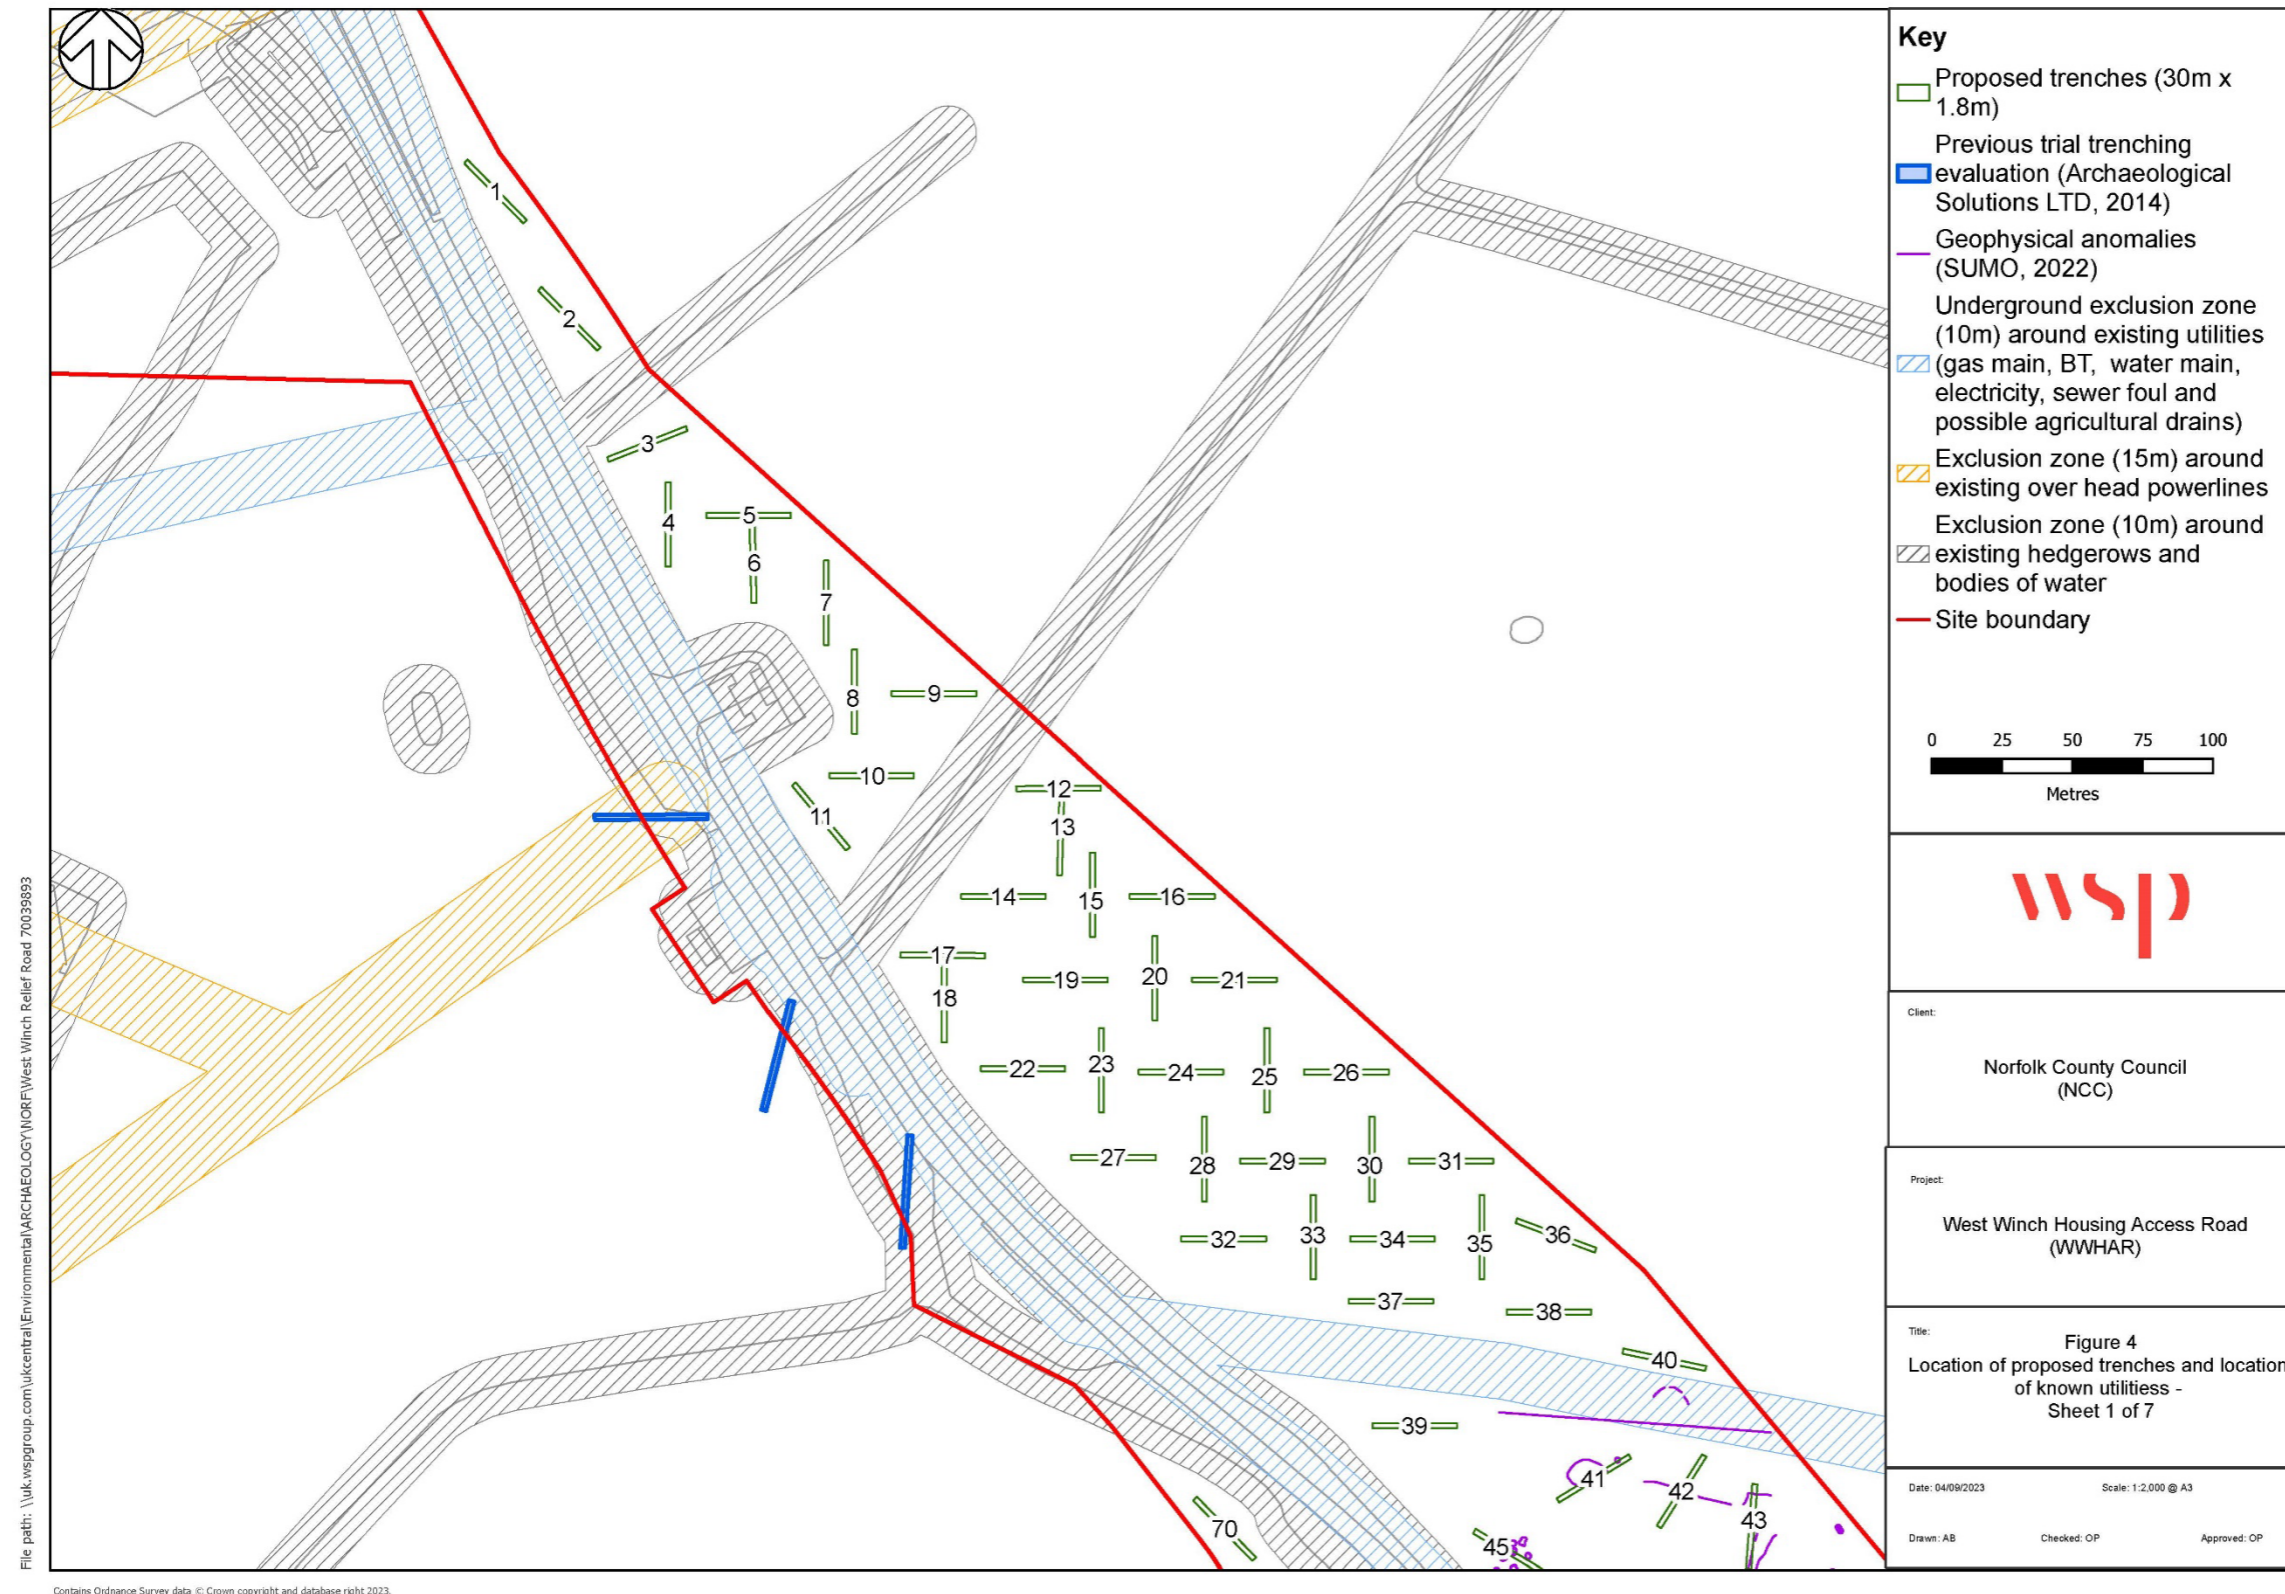 1
2
3
4
5
6
7
8
9
10
11
12
13
14
15
16
17
18
19
20
21
22
23
24
25
26
27
28
29
30
31
32
33
34
35
36
37
38
39
40
41
42
43
45
70
Key
Proposed trenches (30m x
1.8m)
Previous trial trenching
evaluation (Archaeological
Solutions LTD, 2014)
Geophysical anomalies
(SUMO, 2022)
Underground exclusion zone
(10m) around existing utilities
(gas main, BT, water main,
electricity, sewer foul and
possible agricultural drains)
Exclusion zone (15m) around
existing over head powerlines
Exclusion zone (10m) around
existing hedgerows and
bodies of water
Site boundary
0 25 50 75 100
Metres
wsp
Client:
Norfolk County Council
(NCC)
Project:
West Winch Housing Access Road
(WWHAR)
Title:
Figure 4
Location of proposed trenches and location
of known utilitiess -
Sheet 1 of 7
Date: 04/09/2023 Scale: 1:2,000 @ A3
Drawn: AB Checked: OP Approved: OP
File path: \\uk.wspgroup.com\ukcentral\Environmental\ARCHAEOLOGY\NORF\West Winch Relief Road 70039893
Contains Ordnance Survey data © Crown copyright and database right 2023.